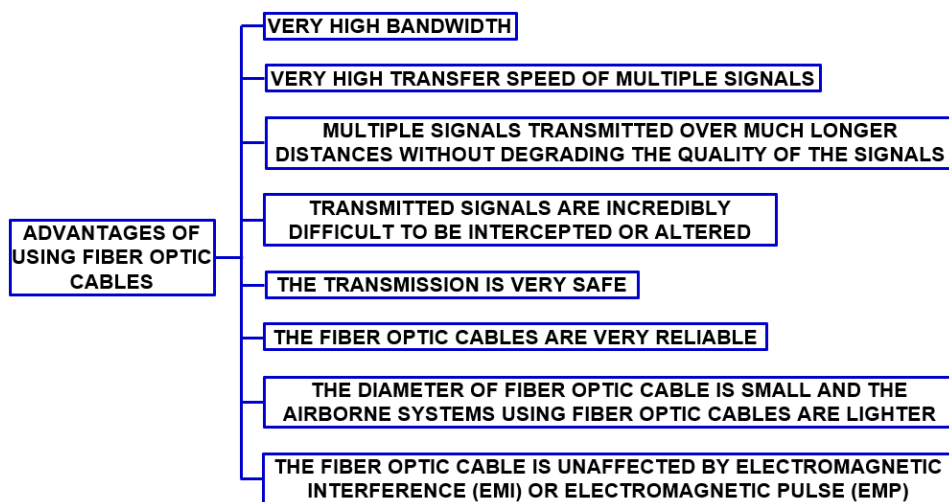 VERY HIGH BANDWIDTH
VERY HIGH TRANSFER SPEED OF MULTIPLE SIGNALS
MULTIPLE SIGNALS TRANSMITTED OVER MUCH LONGER
DISTANCES WITHOUT DEGRADING THE QUALITY OF THE SIGNALS
TRANSMITTED SIGNALS ARE INCREDIBLY
DIFFICULT TO BE INTERCEPTED OR ALTERED
ADVANTAGES OF
USING FIBER OPTIC
CABLES
THE TRANSMISSION IS VERY SAFE
THE FIBER OPTIC CABLES ARE VERY RELIABLE
THE DIAMETER OF FIBER OPTIC CABLE IS SMALL AND THE
AIRBORNE SYSTEMS USING FIBER OPTIC CABLES ARE LIGHTER
THE FIBER OPTIC CABLE IS UNAFFECTED BY ELECTROMAGNETIC
INTERFERENCE (EMI) OR ELECTROMAGNETIC PULSE (EMP)